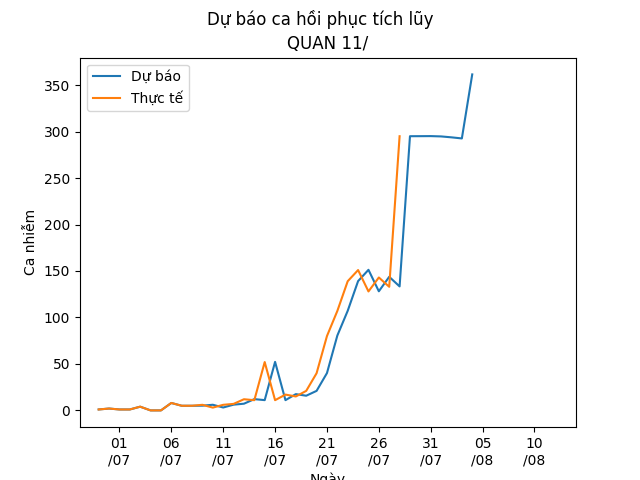 Dự báo ca hồi phục tích lũy
QUAN 11/
Dự báo
Thực tế
Ca nhiễm
350
300
250
200
150
100
50
0
01 06 11 16 21 26 31 05 10
/07 /07 /07 /07 /07 /07 /07 /08 /08
Ngày